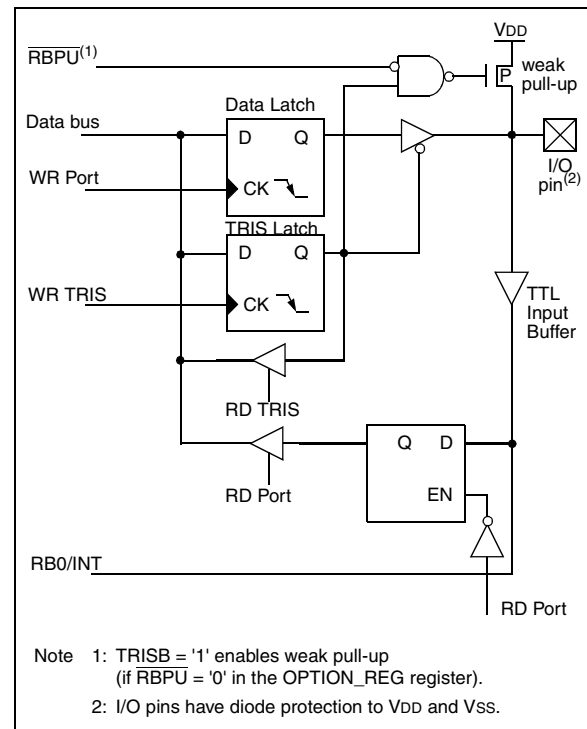 VDD
RBPU(1)
P
weak
pull-up
Data Latch
Data bus
D Q
I/O
pin(2)
WR Port
CK
TRIS Latch
D Q
WR TRIS
CK
TTL
Input
Buffer
RD TRIS
Q D
RD Port
EN
RB0/INT
RD Port
Note 1: TRISB = '1' enables weak pull-up
(if RBPU = '0' in the OPTION_REG register).
2: I/O pins have diode protection to VDD and VSS.